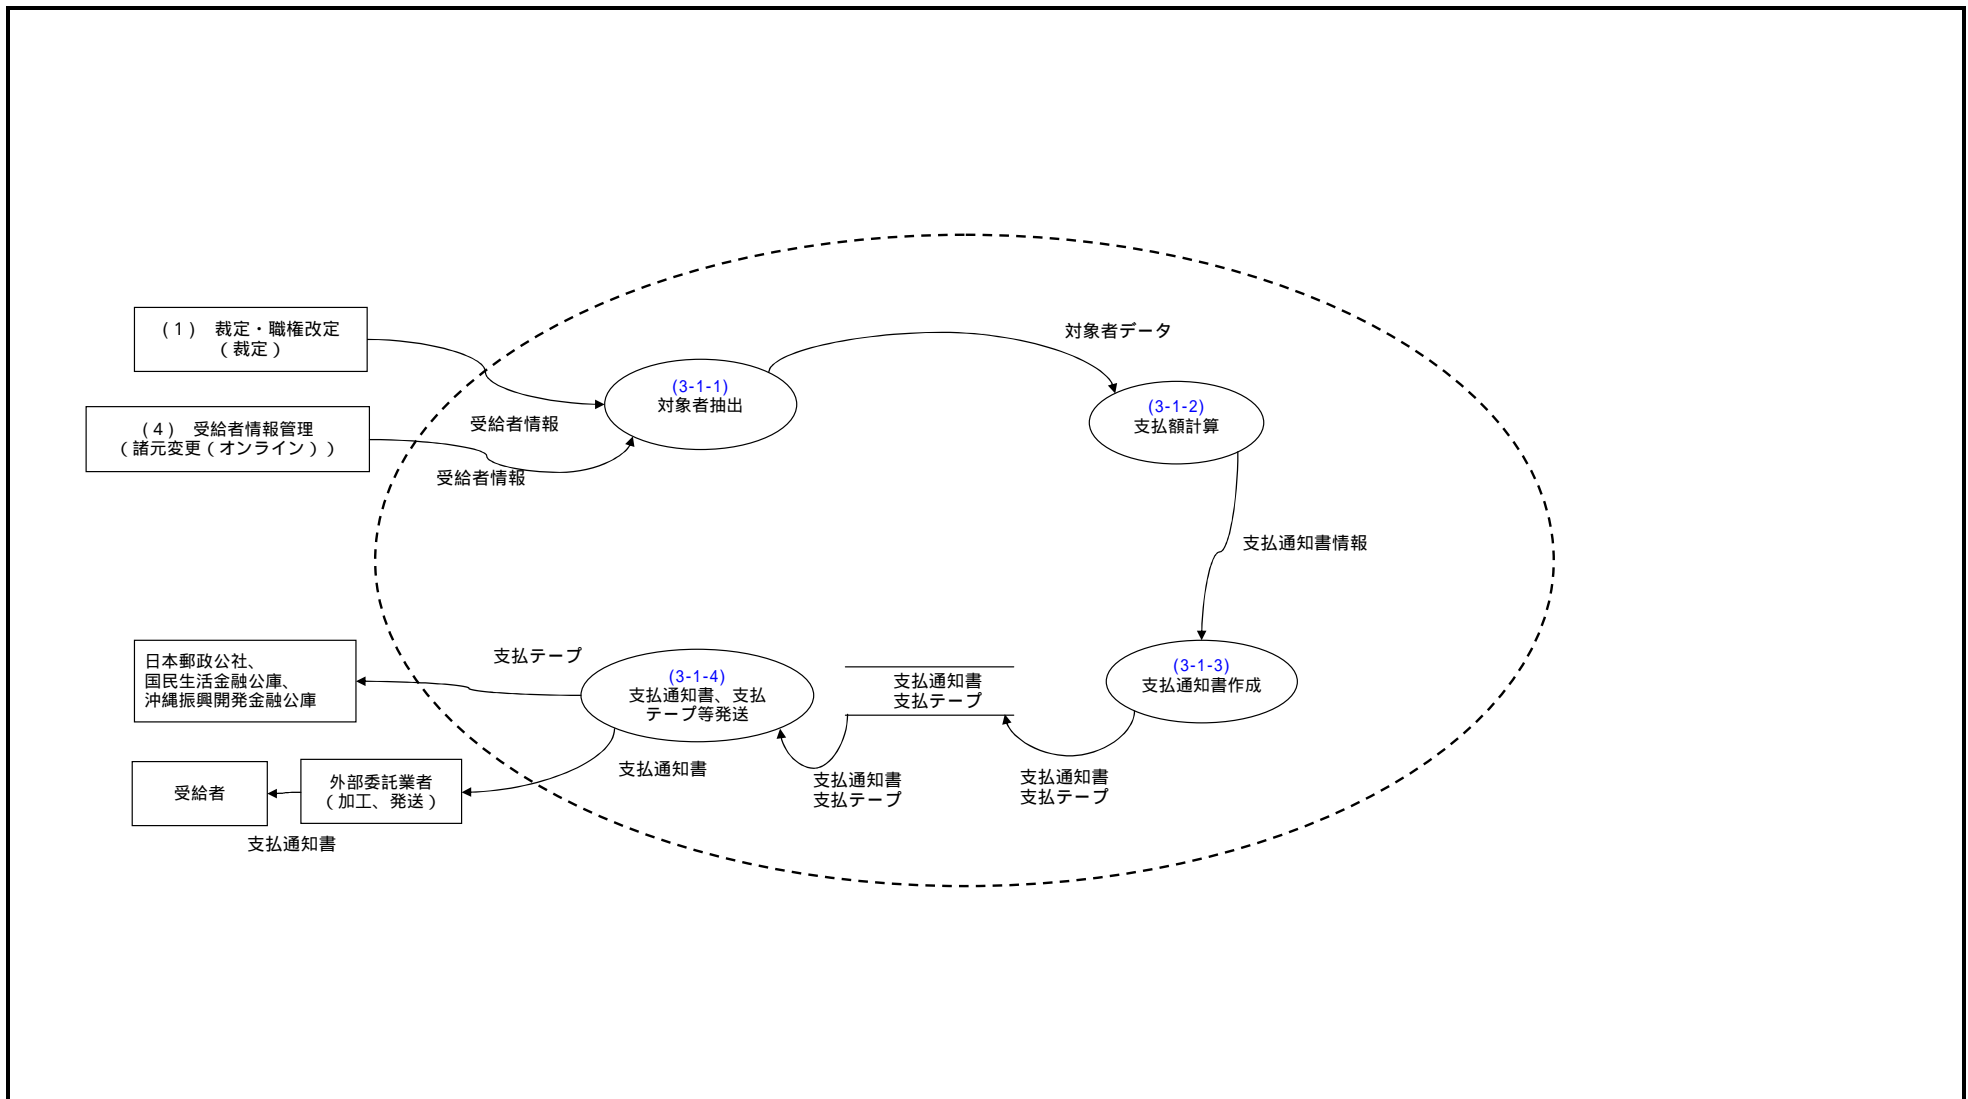 (1) 裁定・職権改定
(裁定)
対象者データ
(3-1-1)
対象者抽出
(3-1-2)
支払額計算
受給者情報
(4) 受給者情報管理
(諸元変更(オンライン))
受給者情報
支払通知書情報
日本郵政公社、
国民生活金融公庫、
沖縄振興開発金融公庫
支払テープ
(3-1-4)
支払通知書、支払
テープ等発送
支払通知書
支払テープ
(3-1-3)
支払通知書作成
支払通知書
支払通知書
支払テープ
支払通知書
支払テープ
受給者
外部委託業者
(加工、発送)
支払通知書